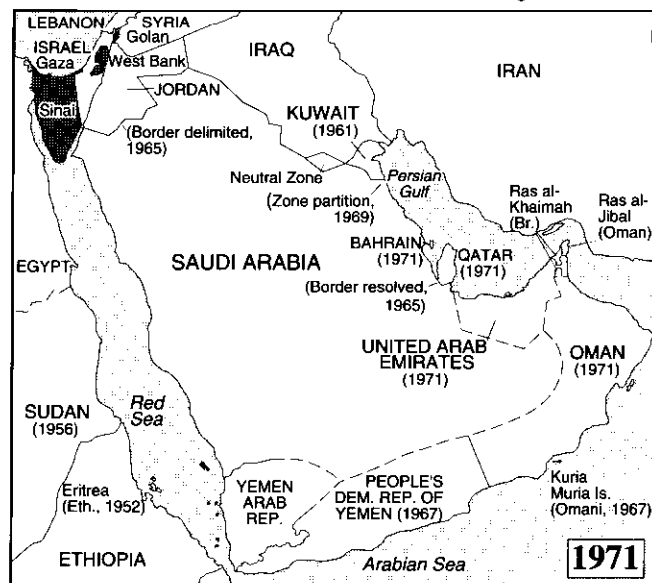 LEBANON
SYRIA
Golan
ISRAEL
Gaza
West Bank
IRAQ
IRAN
JORDAN
Sinai
(Border delimited,
1965)
KUWAIT
(1961)
Neutral Zone
Persian
Gulf
(Zone partition,
1969)
Ras al-
Khaimah
(Br.)
Ras al-
Jibal
(Oman)
EGYPT
SAUDI ARABIA
BAHRAIN
(1971)
QATAR
(1971)
(Border resolved,
1965)
UNITED ARAB
EMIRATES
(1971)
OMAN
(1971)
SUDAN
(1956)
Red
Sea
Eritrea
(Eth., 1952)
YEMEN
ARAB
REP.
PEOPLE'S
DEM. REP. OF
YEMEN (1967)
Kuria
Muria Is.
(Omani, 1967)
ETHIOPIA
Arabian Sea
1971